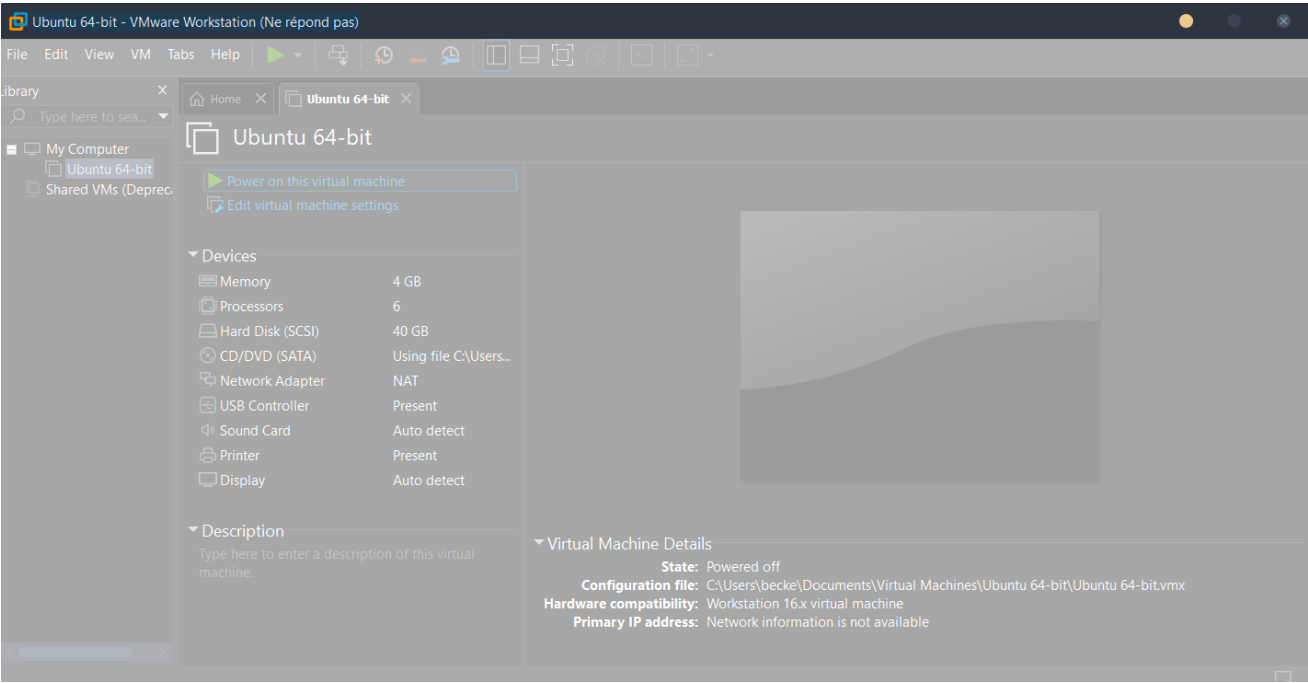 Ubuntu 64-bit - VMware Workstation (Ne répond pas)
File Edit View VM Tabs Help
Library
Type here to sea...
My Computer
Ubuntu 64-bit
Shared VMs (Depreca
Home
Ubuntu 64-bit
Ubuntu 64-bit
Power on this virtual machine
Edit virtual machine settings
Devices
Memory 4 GB
Processors 6
Hard Disk (SCSI) 40 GB
CD/DVD (SATA) Using file C:\Users...
Network Adapter NAT
USB Controller Present
Sound Card Auto detect
Printer Present
Display Auto detect
Description
Type here to enter a description of this virtual
machine.
Virtual Machine Details
State: Powered off
Configuration file: C:\Users\becke\Documents\Virtual Machines\Ubuntu 64-bit\Ubuntu 64-bit.vmx
Hardware compatibility: Workstation 16.x virtual machine
Primary IP address: Network information is not available